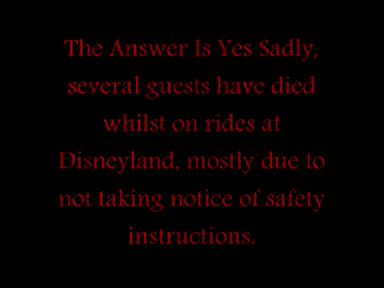 The Answer Is Yes Sadly,
several guests have died
whilst on rides at
Disneyland, mostly due to
not taking notice of safety
instructions.